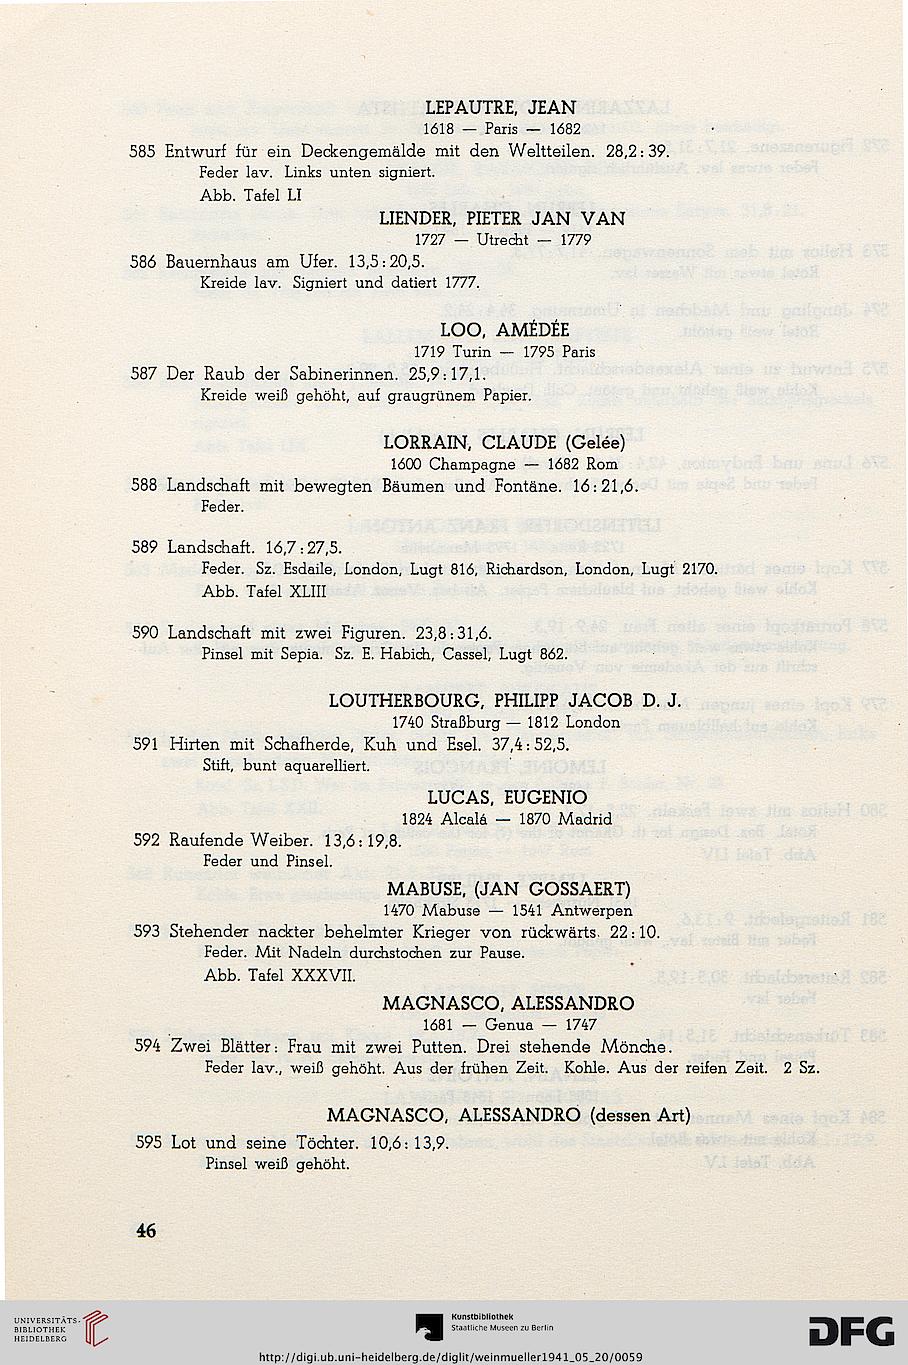 LEPAUTRE, JEAN
1618 — Paris — 1682
585 Entwurf für ein Deckengemälde mit den Weltteilen. 28,2 : 39.
Feder lav. Links unten signiert.
Abb. Tafel LI
LIENDER, PIETER JAN VAN
1727 — Utrecht — 1779
586 Bauernhaus am Ufer. 13,5 : 20,5.
Kreide lav. Signiert und datiert 1777.
LOO, AMÉDÉE
1719 Turin — 1795 Paris
587 Der Raub der Sabinerinnen. 25,9 : 17,1.
Kreide weiß gehöht, auf graugrünem Papier.
LORRAIN, CLAUDE (Gelée)
1600 Champagne — 1682 Rom
588 Landschaft mit bewegten Bäumen und Fontäne. 16 : 21,6.
Feder.
589 Landschaft. 16,7 : 27,5.
Feder. Sz. Esdaile, London, Lugt 816, Richardson, London, Lugt 2170.
Abb. Tafel XLIII
590 Landschaft mit zwei Figuren. 23,8 : 31,6.
Pinsel mit Sepia. Sz. E. Habich, Cassel, Lugt 862.
LOUTHERBOURG, PHILIPP JACOB D. J.
1740 Straßburg — 1812 London
591 Hirten mit Schafherde, Kuh und Esel. 37,4 : 52,5.
Stift, bunt aquarelliert.
LUCAS, EUGENIO
1824 Alcalá — 1870 Madrid
592 Raufende Weiber. 13,6 : 19,8.
Feder und Pinsel.
MABUSE, (JAN GOSSAERT)
1470 Mabuse — 1541 Antwerpen
593 Stehender nackter behelmter Krieger von rückwärts. 22 : 10.
Feder. Mit Nadeln durchstochen zur Pause.
Abb. Tafel XXXVII.
MAGNASCO, ALESSANDRO
1681 — Genua — 1747
594 Zwei Blätter: Frau mit zwei Putten. Drei stehende Mönche.
Feder lav., weiß gehöht. Aus der frühen Zeit. Kohle. Aus der reifen Zeit. 2 Sz.
MAGNASCO, ALESSANDRO (dessen Art)
595 Lot und seine Töchter. 10,6 : 13,9.
Pinsel weiß gehöht.
46
UNIVERSITÄTS-
BIBLIOTHEK
HEIDELBERG
Kunstbibliothek
Staatliche Museen zu Berlin
DFG
http://digi.ub.uni-heidelberg.de/diglit/weinmueller1941_05_20/0059